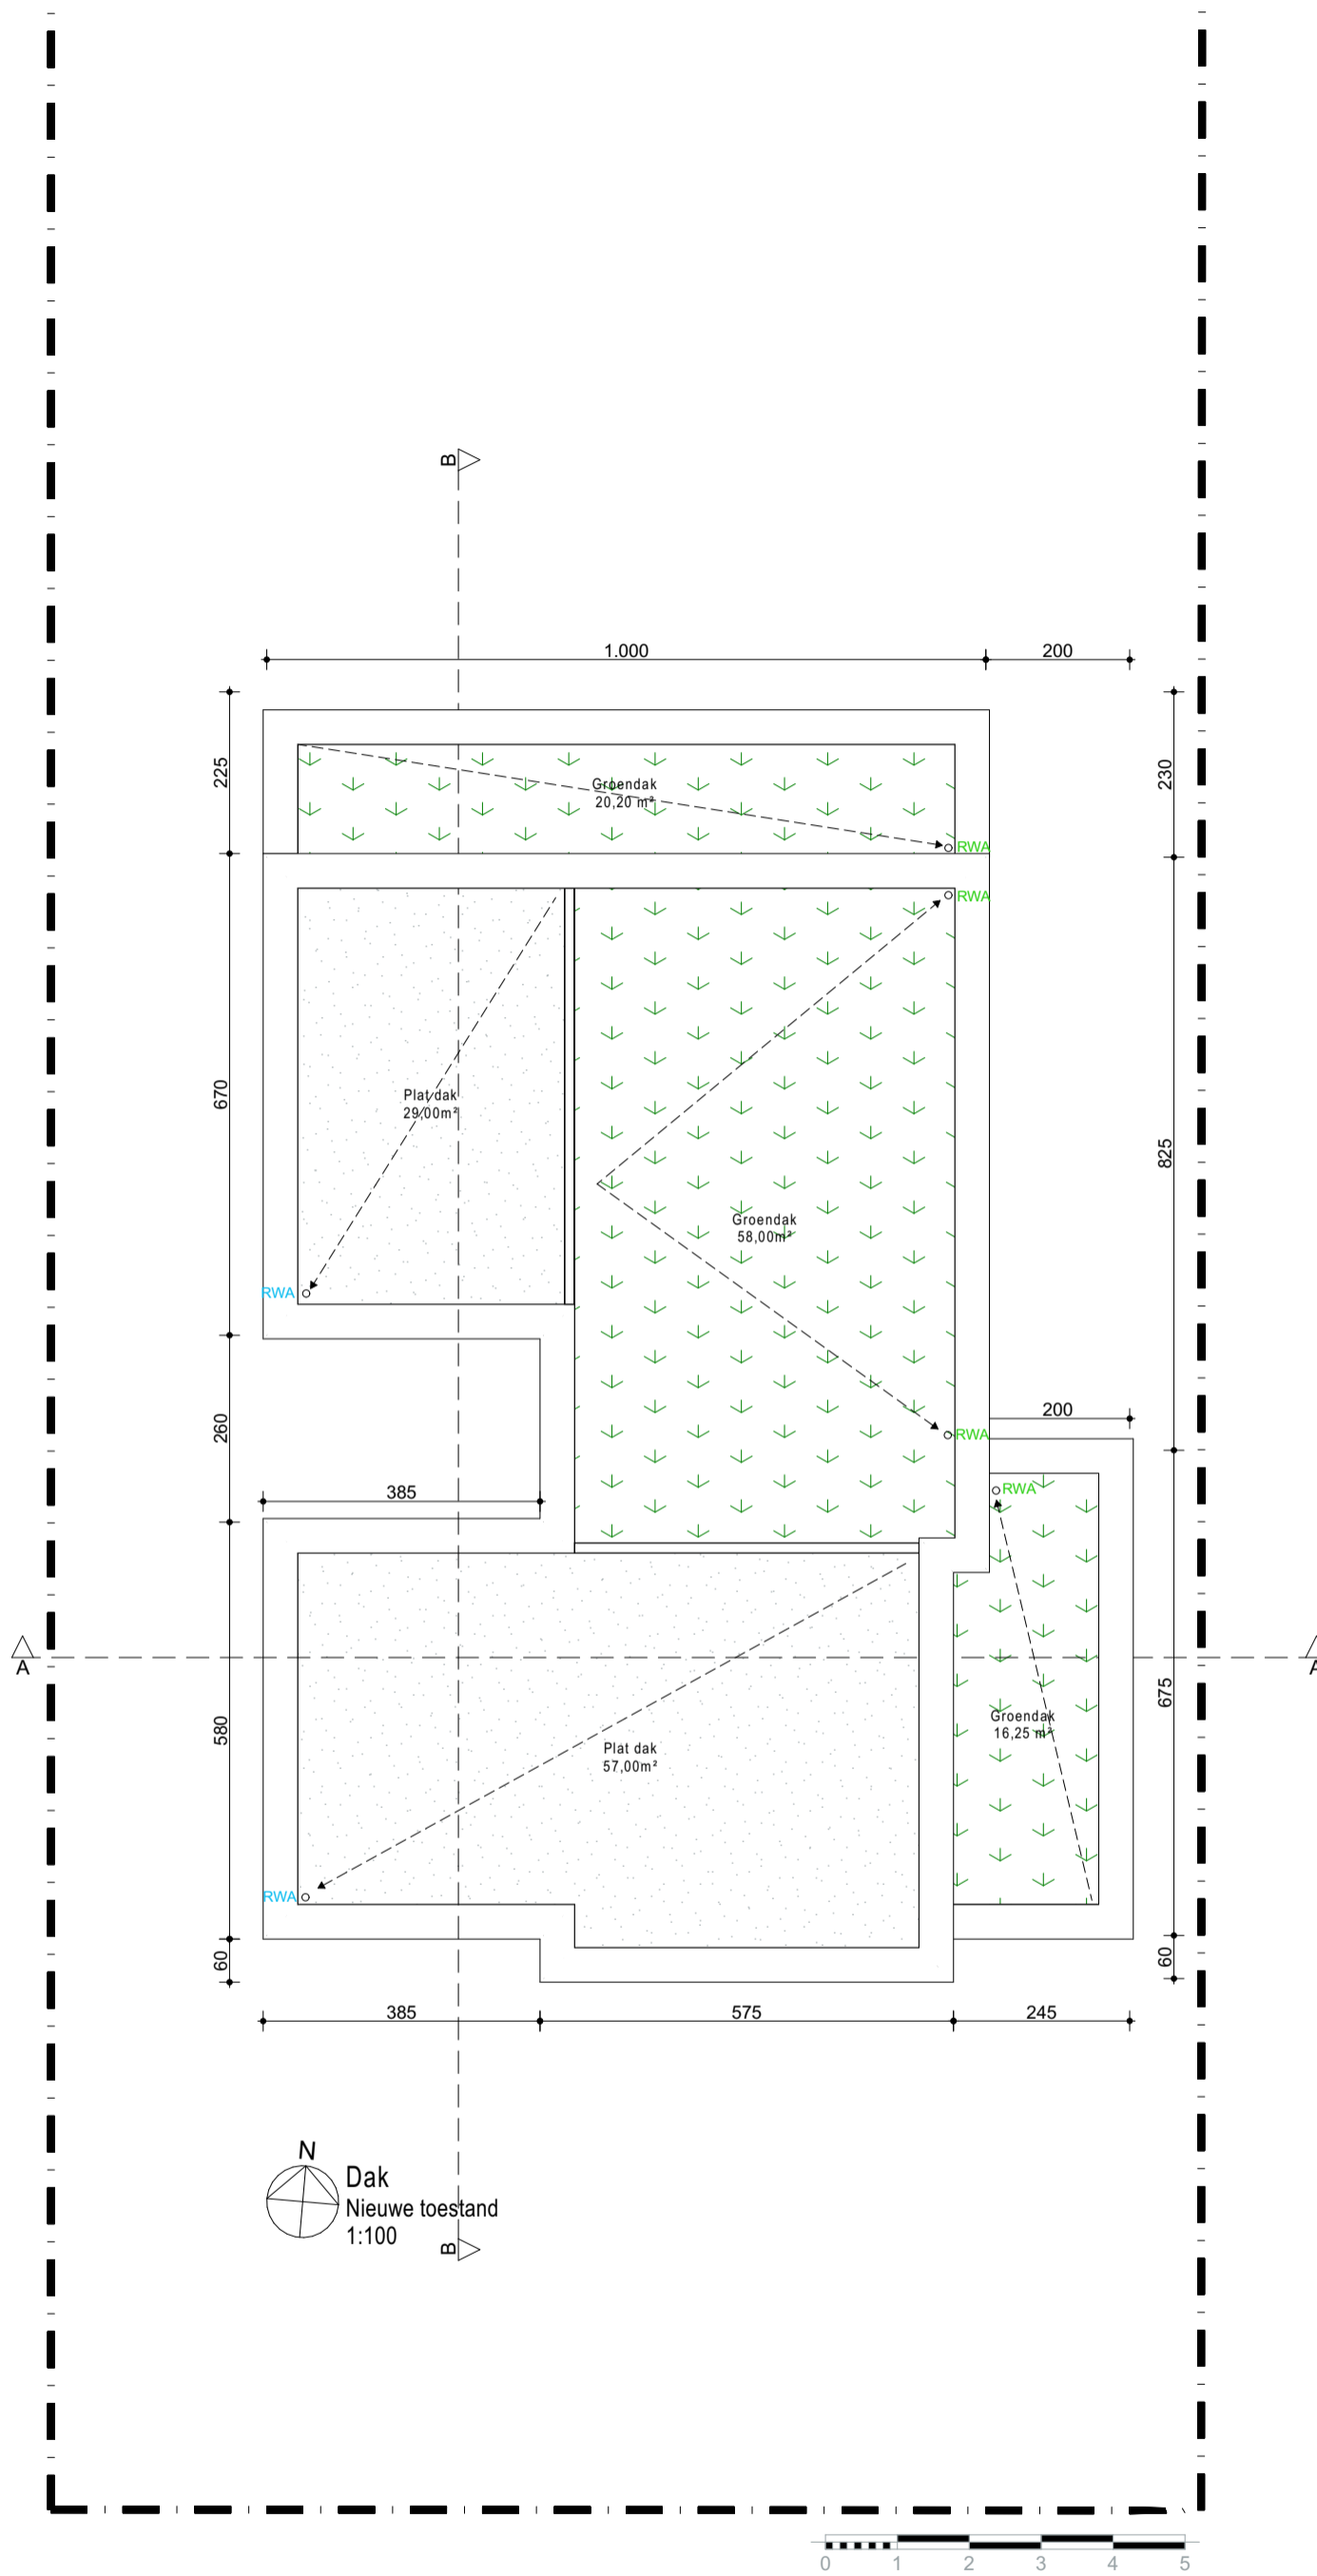 B
1.000
200
225
230
Groendak
20,20 m²
RWA
RWA
670
Plat dak
29,00m²
825
Groendak
58,00m²
RWA
260
200
RWA
385
RWA
A
A
580
675
Groendak
16,25 m²
Plat dak
57,00m²
RWA
60
60
385
575
245
N
Dak
Nieuwe toestand
1:100
B
0
1
2
3
4
5